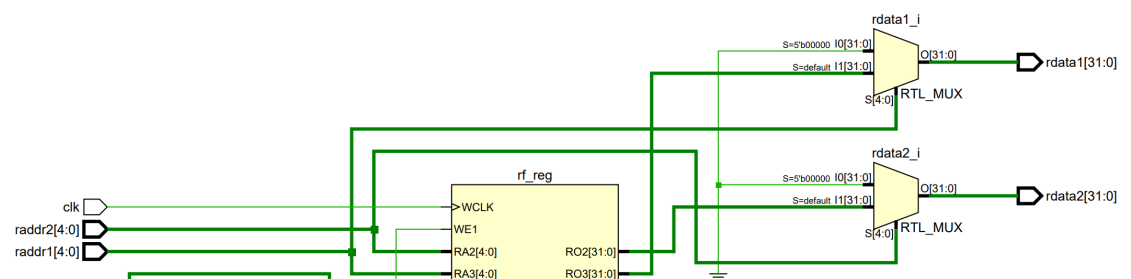 rdata1_i
S=5'b00000 I0[31:0]
S=default I1[31:0]
O[31:0]
rdata1[31:0]
S[4:0]
RTL_MUX
rdata2_i
S=5'b00000 I0[31:0]
S=default I1[31:0]
O[31:0]
rdata2[31:0]
S[4:0]
RTL_MUX
rf_reg
clk
WCLK
raddr2[4:0]
WE1
raddr1[4:0]
RA2[4:0]
RO2[31:0]
RA3[4:0]
RO3[31:0]